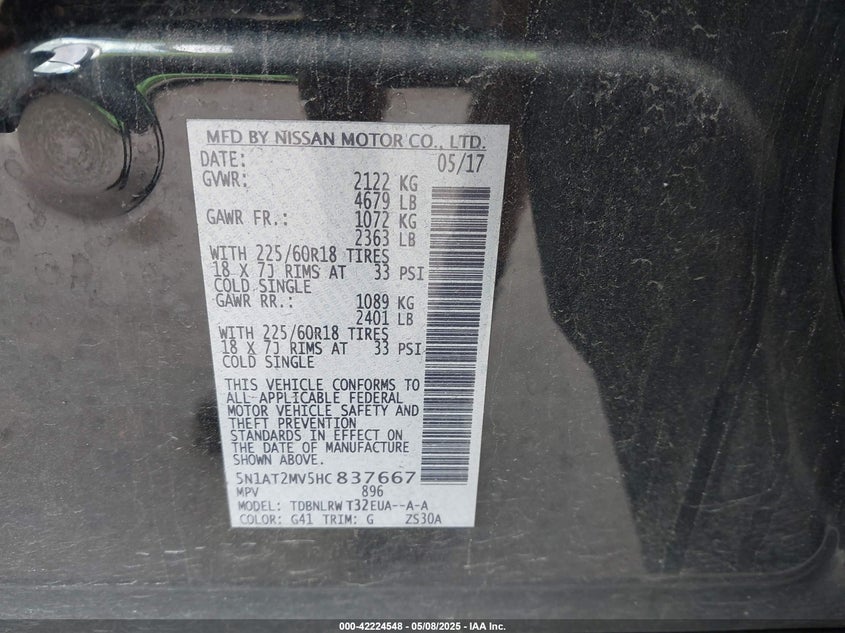 MFD BY NISSAN MOTOR CO., LTD.
DATE: 05/17
GVWR: 2122 KG
4679 LB
GAWR FR.: 1072 KG
2363 LB
WITH 225/60R18 TIRES
18 X 7J RIMS AT 33 PSI
COLD SINGLE
GAWR RR.: 1089 KG
2401 LB
WITH 225/60R18 TIRES
18 X 7J RIMS AT 33 PSI
COLD SINGLE
THIS VEHICLE CONFORMS TO
ALL-APPLICABLE FEDERAL
MOTOR VEHICLE SAFETY AND
THEFT PREVENTION
STANDARDS IN EFFECT ON
THE DATE OF MANUFACTURE
SHOWN ABOVE.
5N1AT2MV5HC 837667
MPV 896
MODEL: TDBNLRW T32EUA--A-A
COLOR: G41 TRIM: G ZS30A
000-42224548 - 05/08/2025 - IAA Inc.